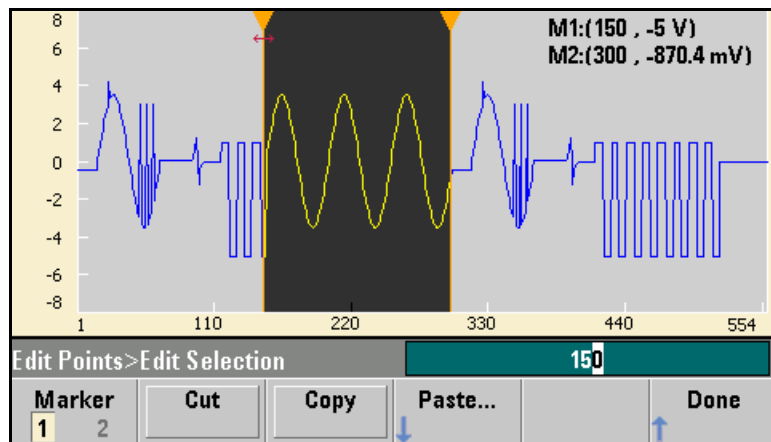 8
M1:(150 , -5 V)
6
M2:(300 , -870.4 mV)
4
2
0
-2
-4
-6
-8
1 110 220 330 440 554
Edit Points>Edit Selection 150
Marker Cut Copy Paste... Done
1 2